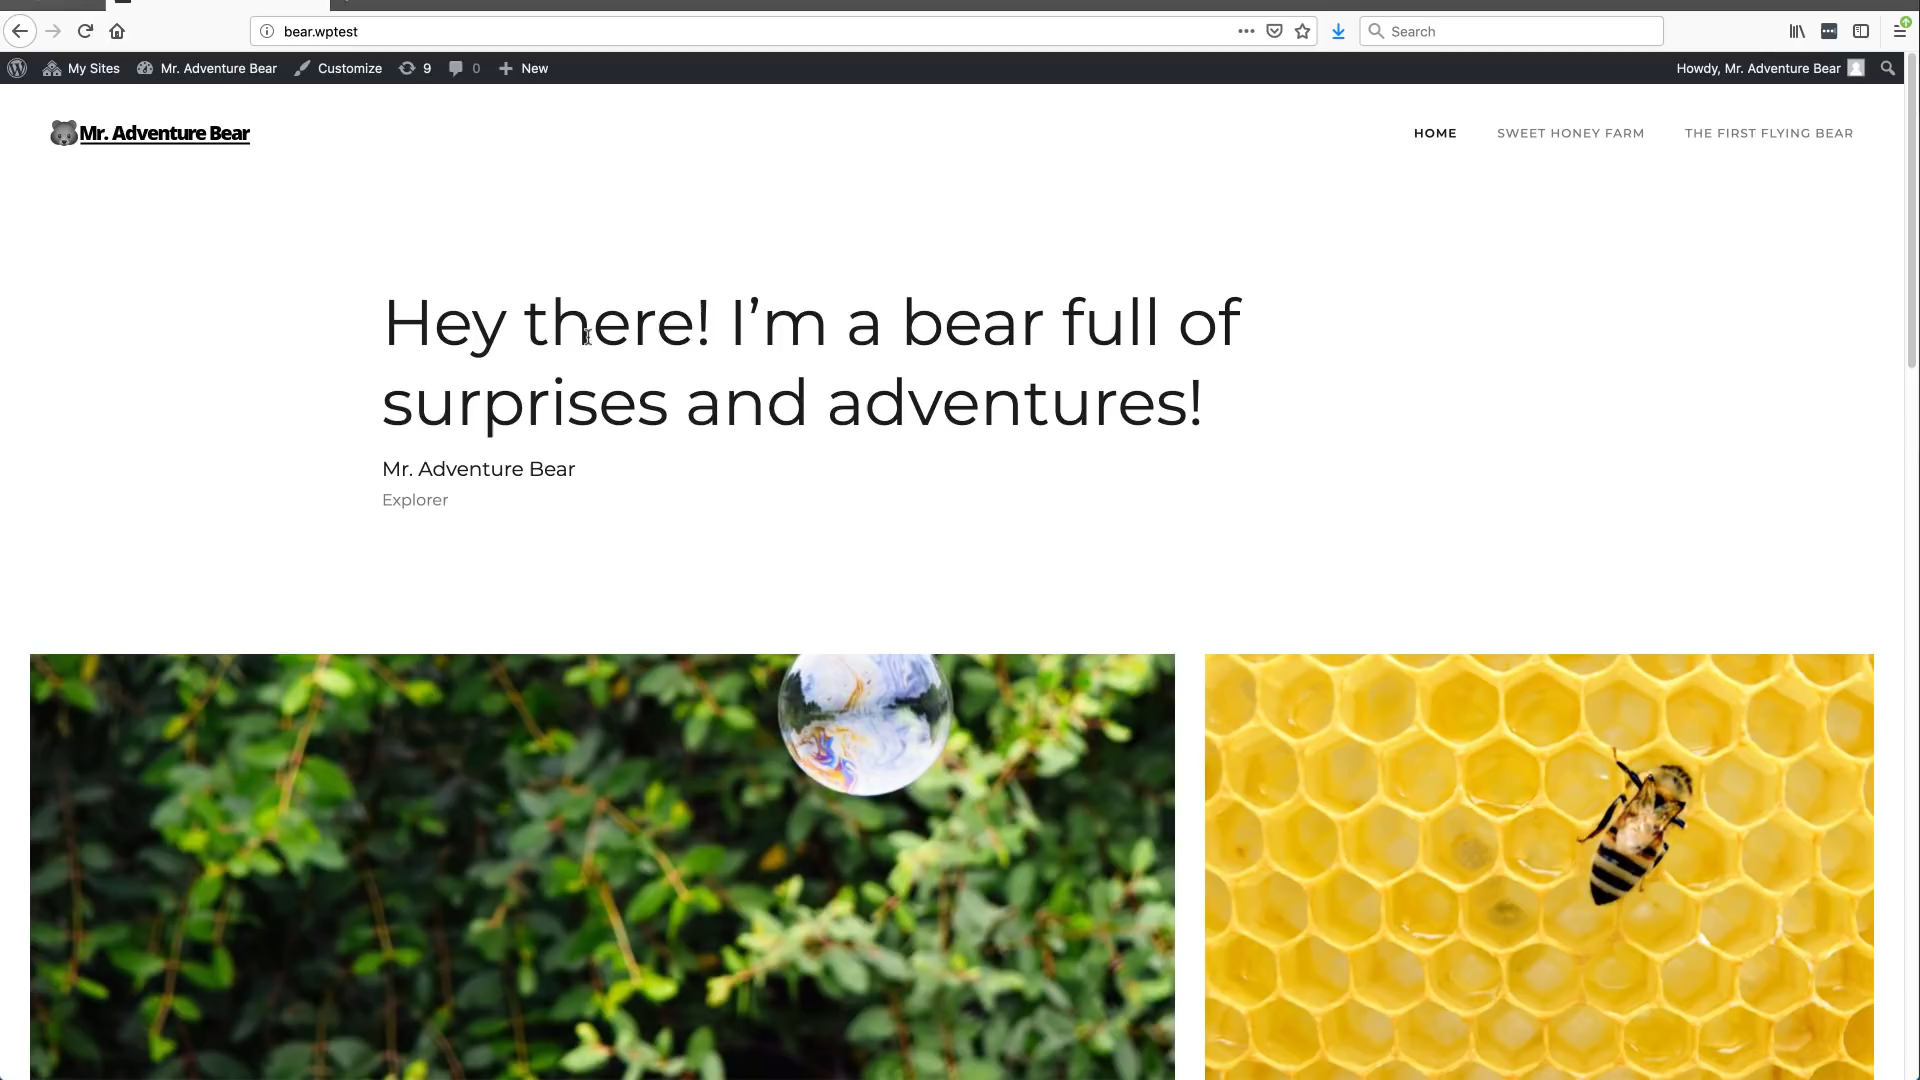 bear.wptest
Search
My Sites
Mr. Adventure Bear
Customize
9
0
New
Howdy, Mr. Adventure Bear
Mr. Adventure Bear
HOME
SWEET HONEY FARM
THE FIRST FLYING BEAR
Hey there! I’m a bear full of
surprises and adventures!
Mr. Adventure Bear
Explorer